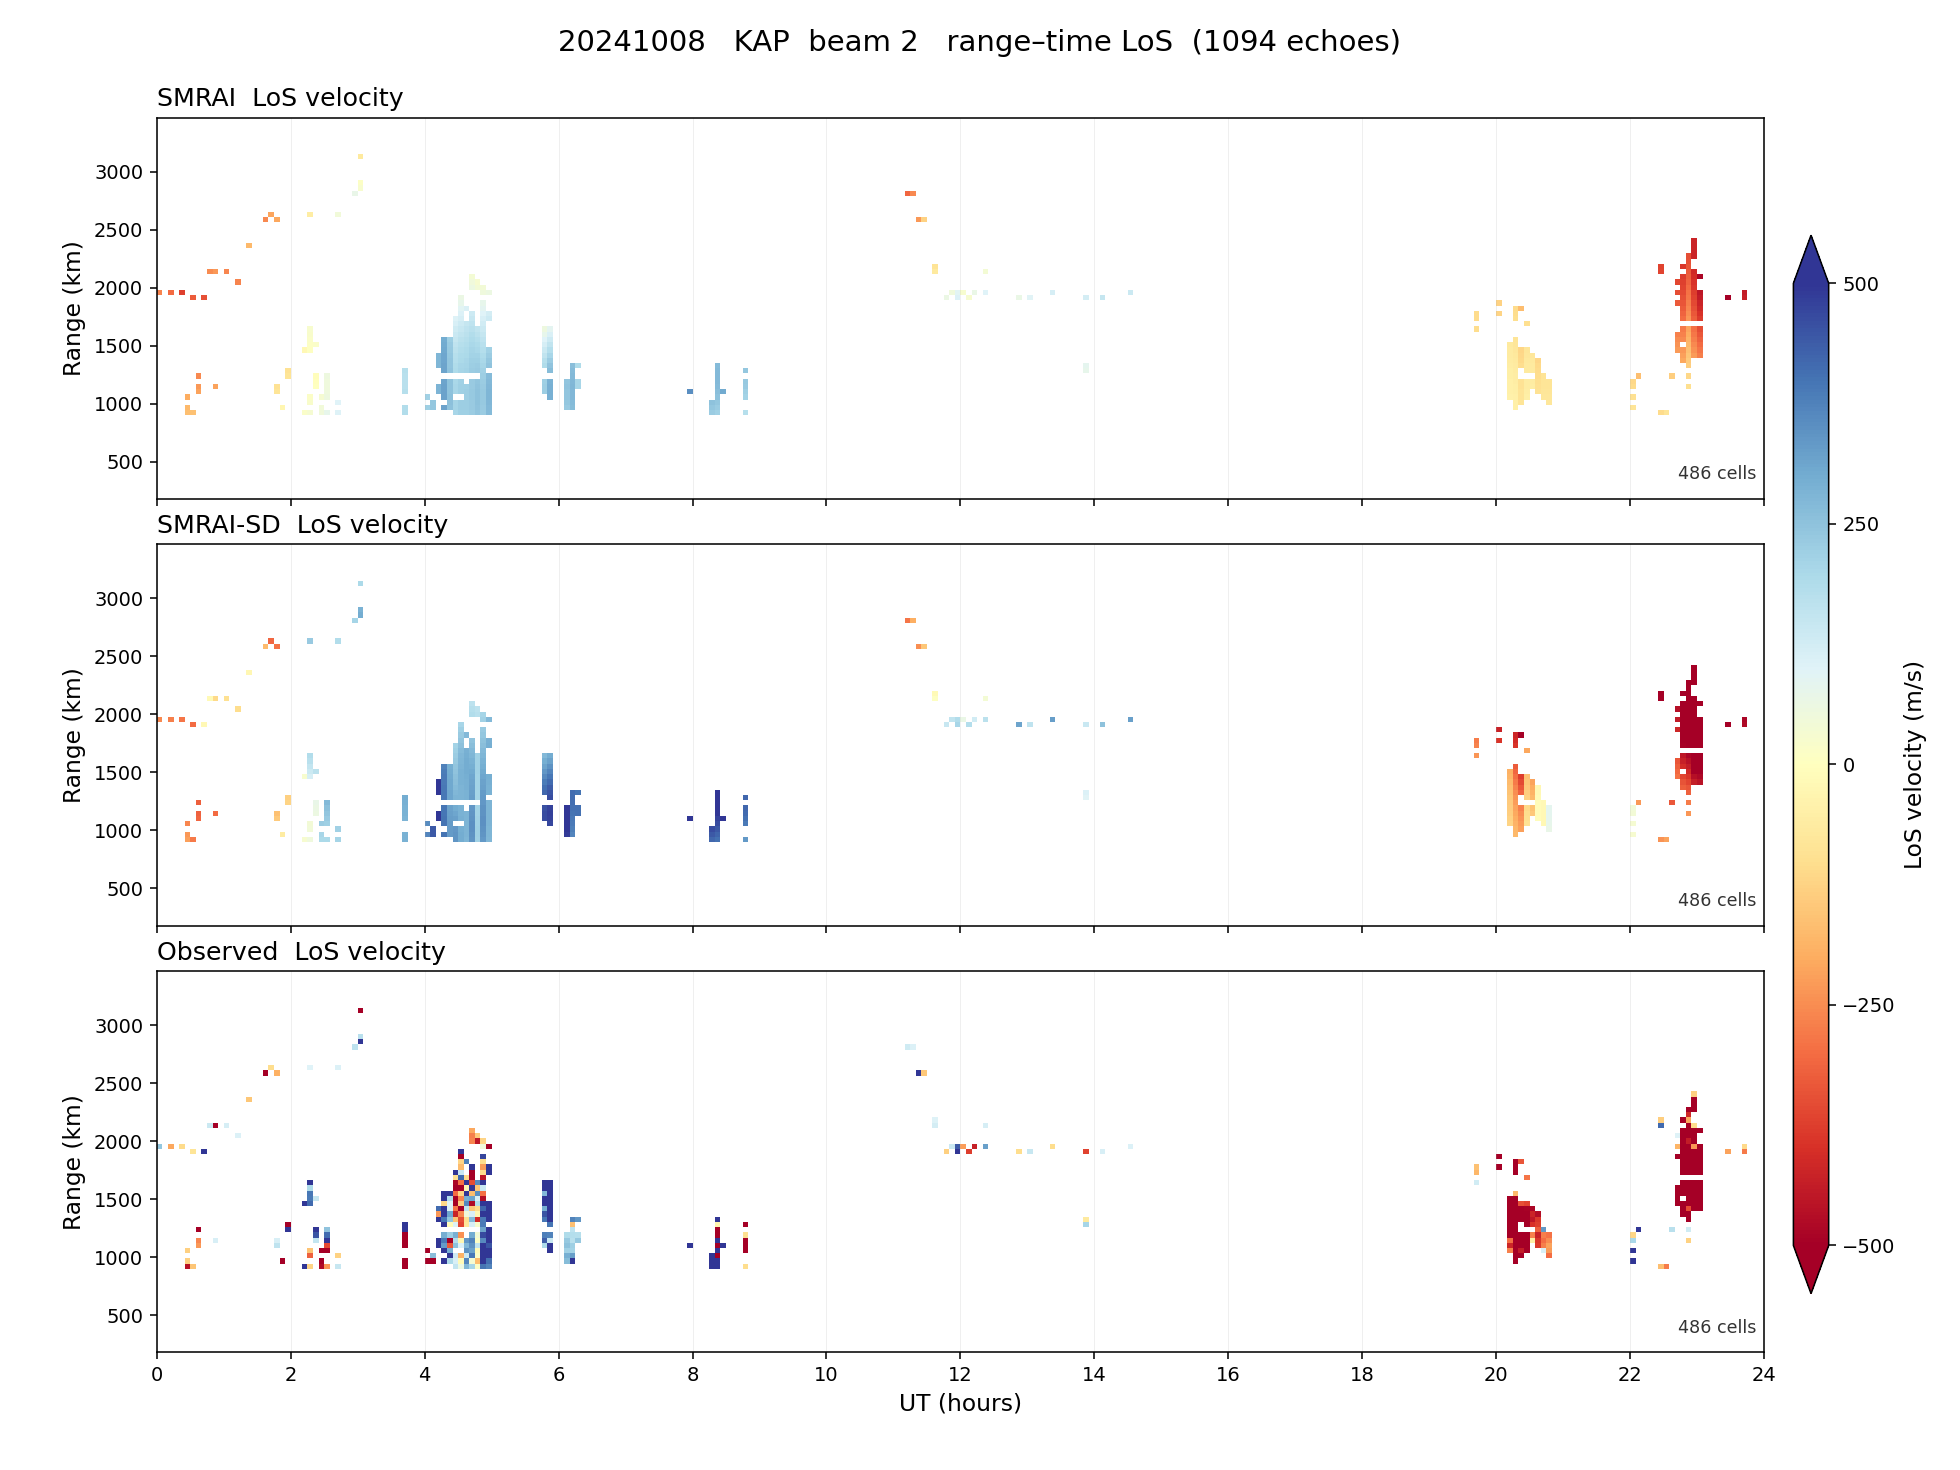 20241008   KAP  beam 2   range–time LoS  (1094 echoes)
SMRAI  LoS velocity
3000
2500
2000
1500
1000
500
Range (km)
486 cells
SMRAI-SD  LoS velocity
3000
2500
2000
1500
1000
500
Range (km)
486 cells
Observed  LoS velocity
3000
2500
2000
1500
1000
500
Range (km)
486 cells
0 2 4 6 8 10 12 14 16 18 20 22 24
UT (hours)
500
250
0
−250
−500
LoS velocity (m/s)